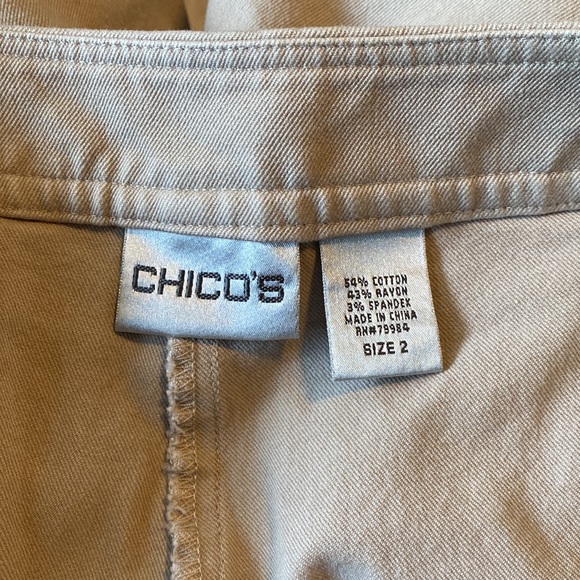 CHICO'S
54% COTTON
43% RAYON
3% SPANDEX
MADE IN CHINA
RN#79984
SIZE 2